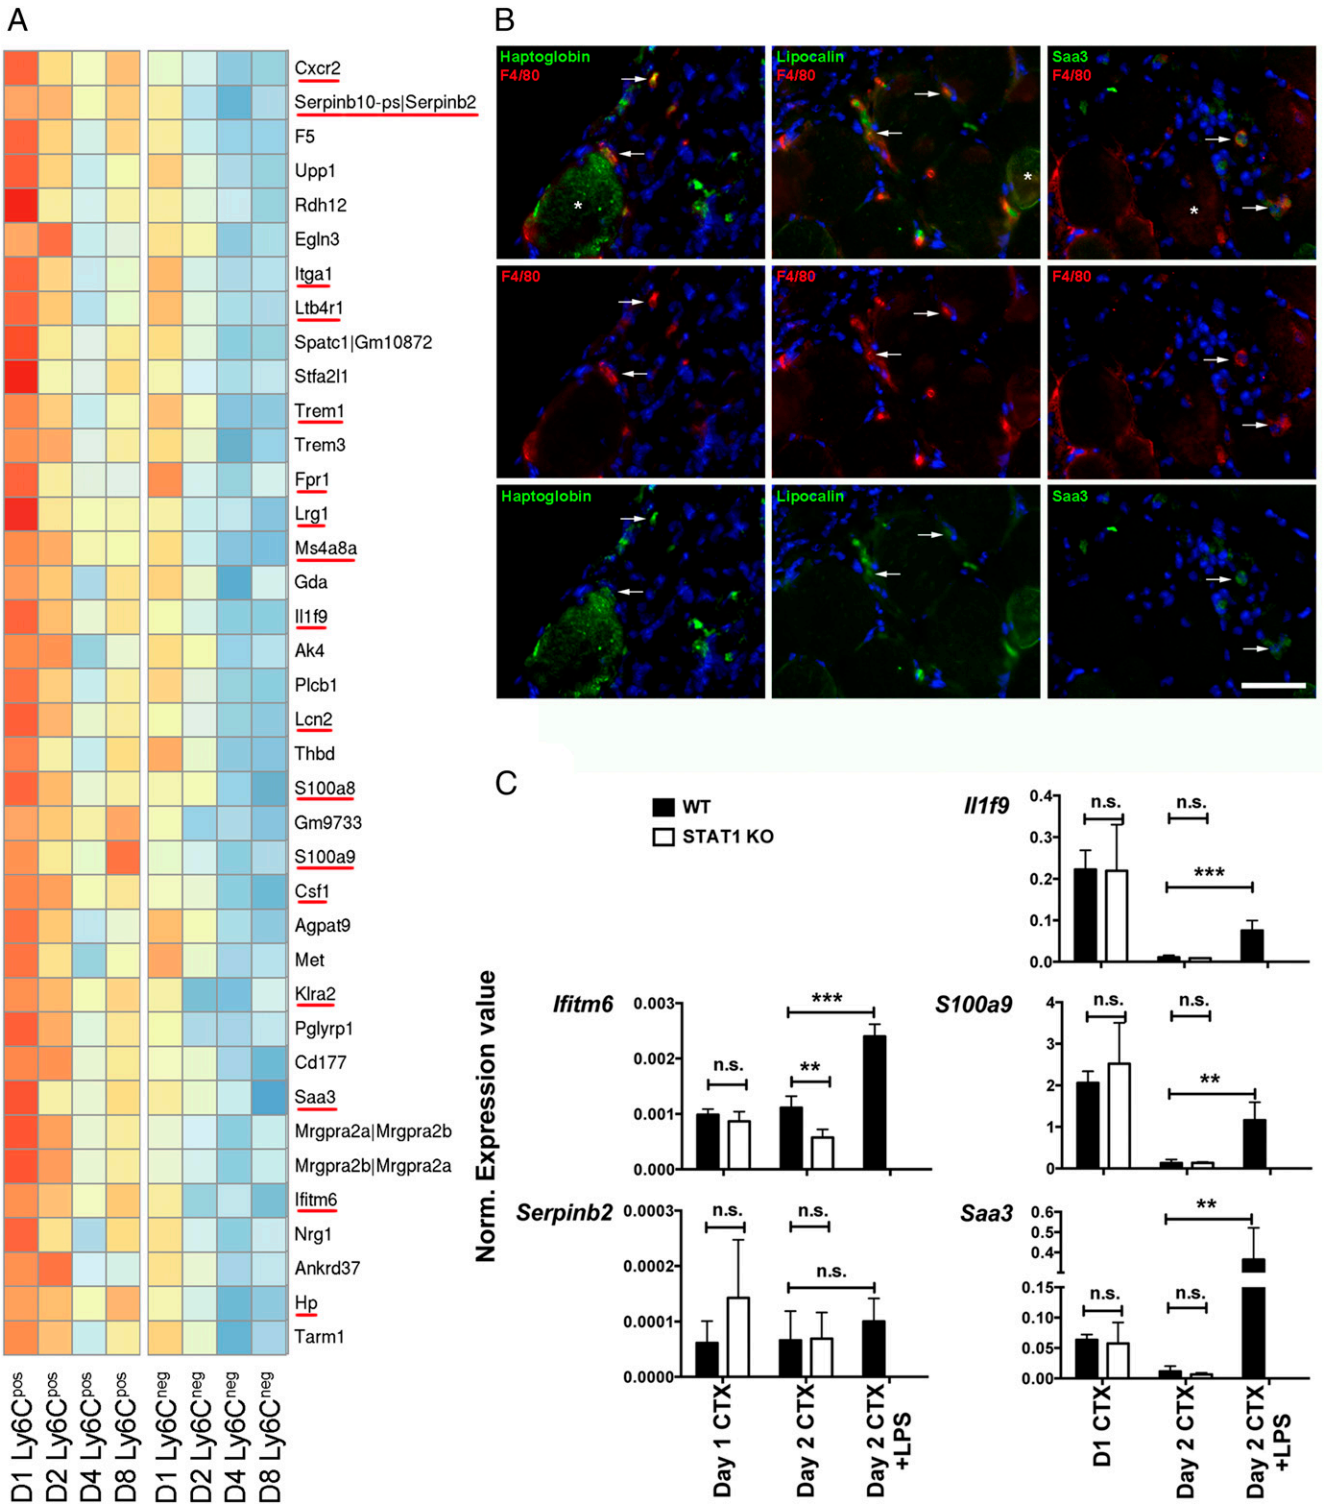 A
Cxcr2
Serpinb10-ps|Serpinb2
F5
Upp1
Rdh12
Egln3
Itga1
Ltb4r1
Spatc1|Gm10872
Stfa2l1
Trem1
Trem3
Fpr1
Lrg1
Ms4a8a
Gda
Il1f9
Ak4
Plcb1
Lcn2
Thbd
S100a8
Gm9733
S100a9
Csf1
Agpat9
Met
Klra2
Pglyrp1
Cd177
Saa3
Mrgpra2a|Mrgpra2b
Mrgpra2b|Mrgpra2a
Ifitm6
Nrg1
Ankrd37
Hp
Tarm1
D1 Ly6Cpos
D2 Ly6Cpos
D4 Ly6Cpos
D8 Ly6Cpos
D1 Ly6Cneg
D2 Ly6Cneg
D4 Ly6Cneg
D8 Ly6Cneg
B
Haptoglobin
F4/80
*
Lipocalin
F4/80
*
Saa3
F4/80
*
F4/80
F4/80
F4/80
Haptoglobin
Lipocalin
Saa3
C
WT
STAT1 KO
Norm. Expression value
Il1f9
0.4
0.3
0.2
0.1
0.0
n.s.
n.s.
***
Ifitm6
0.003
0.002
0.001
0.000
n.s.
**
***
S100a9
4
3
2
1
0
n.s.
n.s.
**
Serpinb2
0.0003
0.0002
0.0001
0.0000
n.s.
n.s.
n.s.
Day 1 CTX
Day 2 CTX
Day 2 CTX
+LPS
Saa3
0.6
0.5
0.4
0.15
0.10
0.05
0.00
n.s.
n.s.
**
D1 CTX
Day 2 CTX
Day 2 CTX
+LPS